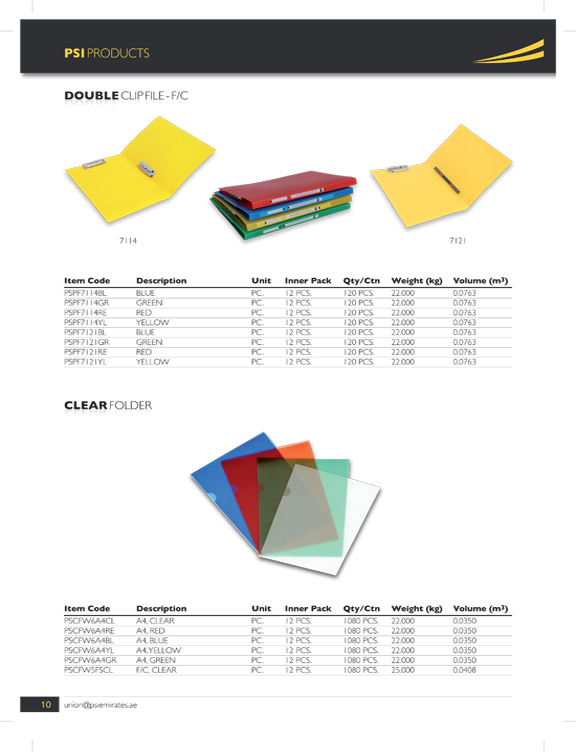 PSI PRODUCTS
DOUBLE CLIP FILE - F/C
7114
7121
Item Code Description Unit Inner Pack Qty/Ctn Weight (kg) Volume (m³)
PSPF7114BL BLUE PC. 12 PCS. 120 PCS. 22.000 0.0763
PSPF7114GR GREEN PC. 12 PCS. 120 PCS. 22.000 0.0763
PSPF7114RE RED PC. 12 PCS. 120 PCS. 22.000 0.0763
PSPF7114YL YELLOW PC. 12 PCS. 120 PCS. 22.000 0.0763
PSPF7121BL BLUE PC. 12 PCS. 120 PCS. 22.000 0.0763
PSPF7121GR GREEN PC. 12 PCS. 120 PCS. 22.000 0.0763
PSPF7121RE RED PC. 12 PCS. 120 PCS. 22.000 0.0763
PSPF7121YL YELLOW PC. 12 PCS. 120 PCS. 22.000 0.0763
CLEAR FOLDER
Item Code Description Unit Inner Pack Qty/Ctn Weight (kg) Volume (m³)
PSCFW6A4CL A4, CLEAR PC. 12 PCS. 1080 PCS. 22.000 0.0350
PSCFW6A4RE A4, RED PC. 12 PCS. 1080 PCS. 22.000 0.0350
PSCFW6A4BL A4, BLUE PC. 12 PCS. 1080 PCS. 22.000 0.0350
PSCFW6A4YL A4,YELLOW PC. 12 PCS. 1080 PCS. 22.000 0.0350
PSCFW6A4GR A4, GREEN PC. 12 PCS. 1080 PCS. 22.000 0.0350
PSCFW5FSCL F/C, CLEAR PC. 12 PCS. 1080 PCS. 25.000 0.0408
10 union@psiemirates.ae